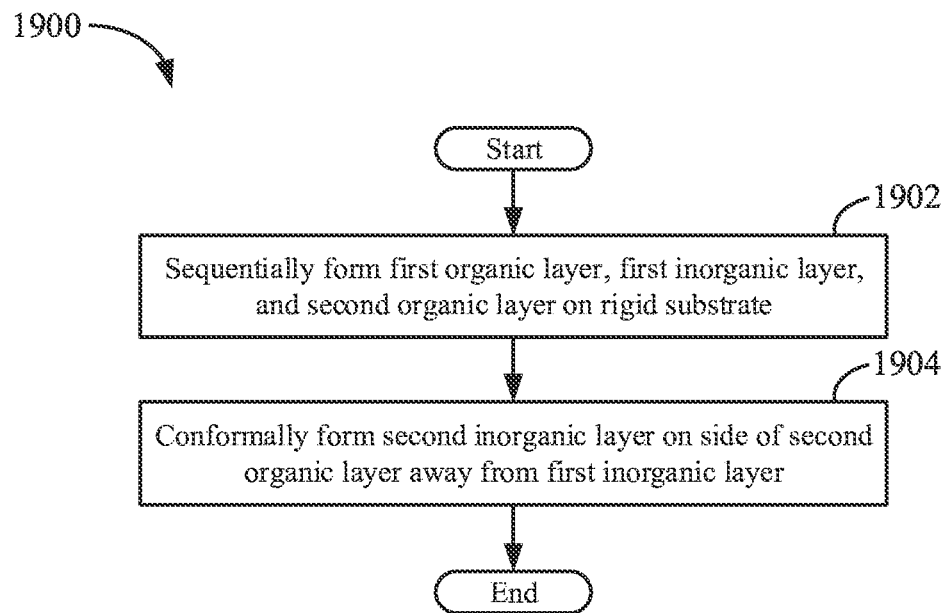 1900
Start
1902
Sequentially form first organic layer, first inorganic layer,
and second organic layer on rigid substrate
1904
Conformally form second inorganic layer on side of second
organic layer away from first inorganic layer
End